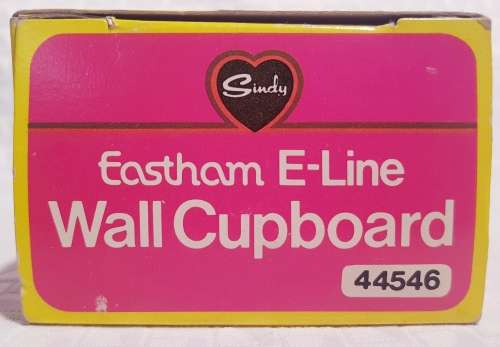 Sindy
Eastham E-Line
Wall Cupboard
44546